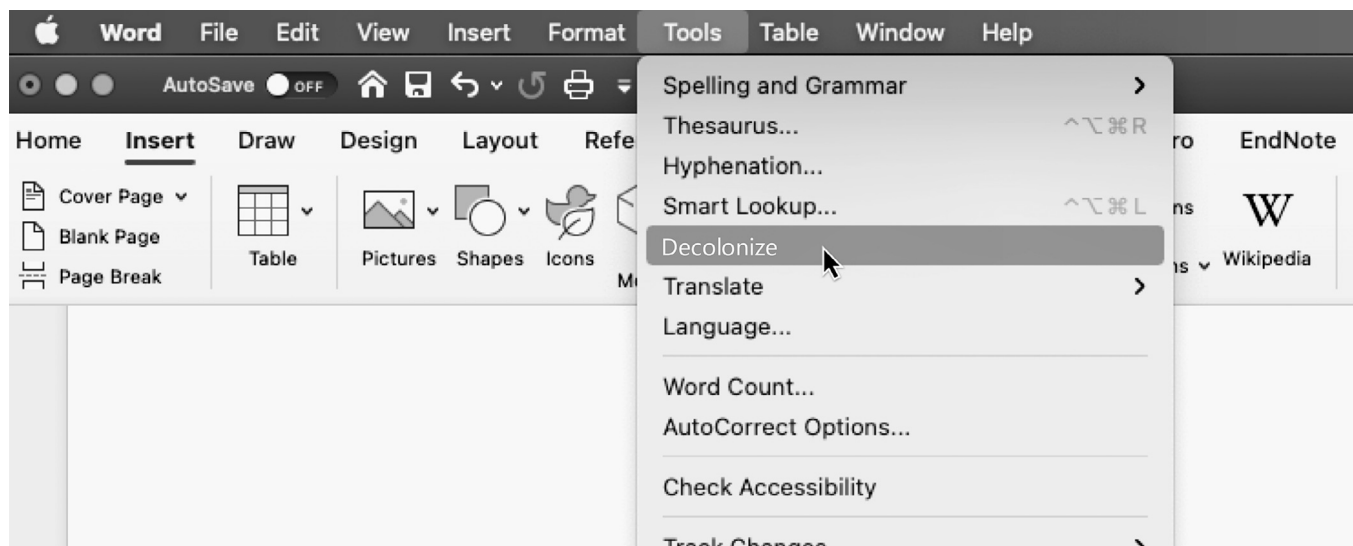 Word File Edit View Insert Format Tools Table Window Help
AutoSave OFF
Home Insert Draw Design Layout EndNote
Cover Page
Blank Page
Page Break
Table
Pictures
Shapes
Icons
W
Wikipedia
Spelling and Grammar
Thesaurus... ⌃⌥⌘R
Hyphenation...
Smart Lookup... ⌃⌥⌘L
Decolonize
Translate
Language...
Word Count...
AutoCorrect Options...
Check Accessibility
Track Changes